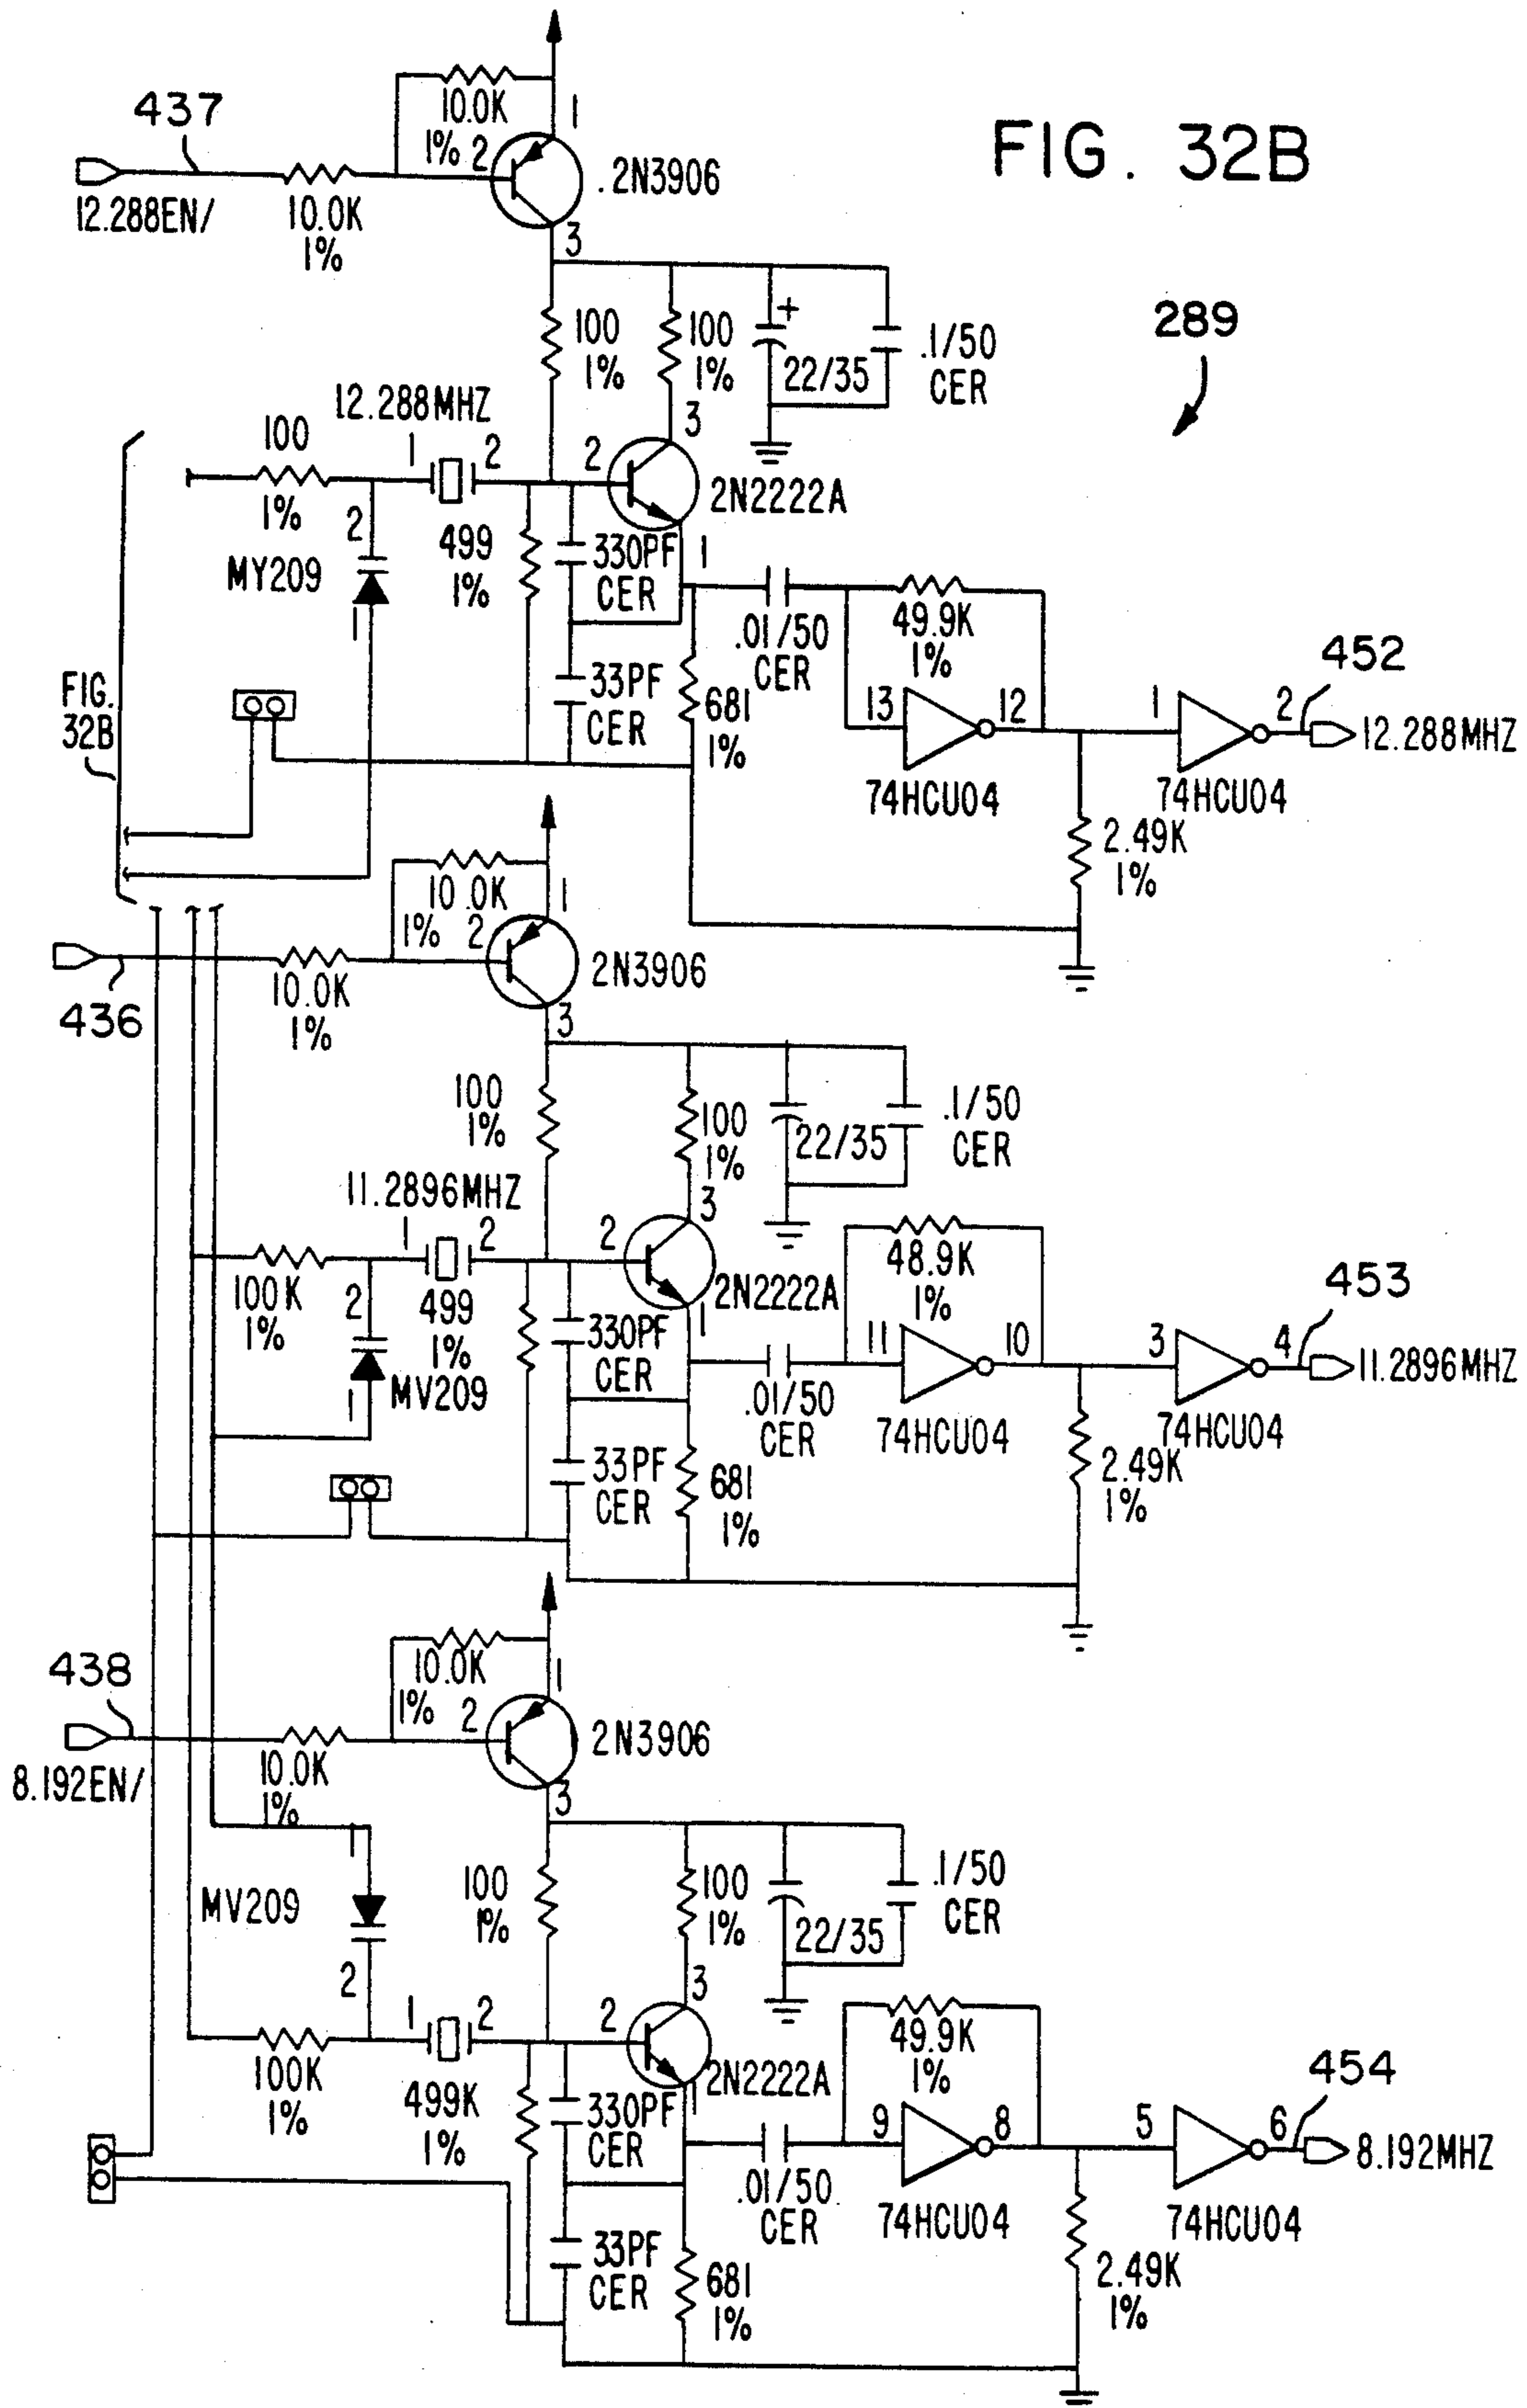 FIG. 32B
437
12.288EN/
10.0K
1%
10.0K
1%
1
2
3
.2N3906
289
100
1%
100
1%
+
22/35
.1/50
CER
12.288MHZ
1
2
100
1%
2
MY209
1
499
1%
2
3
1
2N2222A
330PF
CER
33PF
CER
681
1%
.01/50
CER
49.9K
1%
13
12
74HCU04
1
2
74HCU04
452
12.288MHZ
2.49K
1%
FIG.
32B
436
10.0K
1%
10.0K
1%
1
2
3
2N3906
100
1%
100
1%
22/35
.1/50
CER
11.2896MHZ
1
2
100K
1%
2
MV209
1
499
1%
2
3
1
2N2222A
330PF
CER
33PF
CER
681
1%
.01/50
CER
48.9K
1%
11
10
74HCU04
3
4
74HCU04
453
11.2896MHZ
2.49K
1%
438
8.192EN/
10.0K
1%
10.0K
1%
1
2
3
2N3906
1
MV209
2
100
1%
100
1%
22/35
.1/50
CER
1
2
100K
1%
499K
1%
2
3
1
2N2222A
330PF
CER
33PF
CER
681
1%
.01/50
CER
49.9K
1%
9
8
74HCU04
5
6
74HCU04
454
8.192MHZ
2.49K
1%